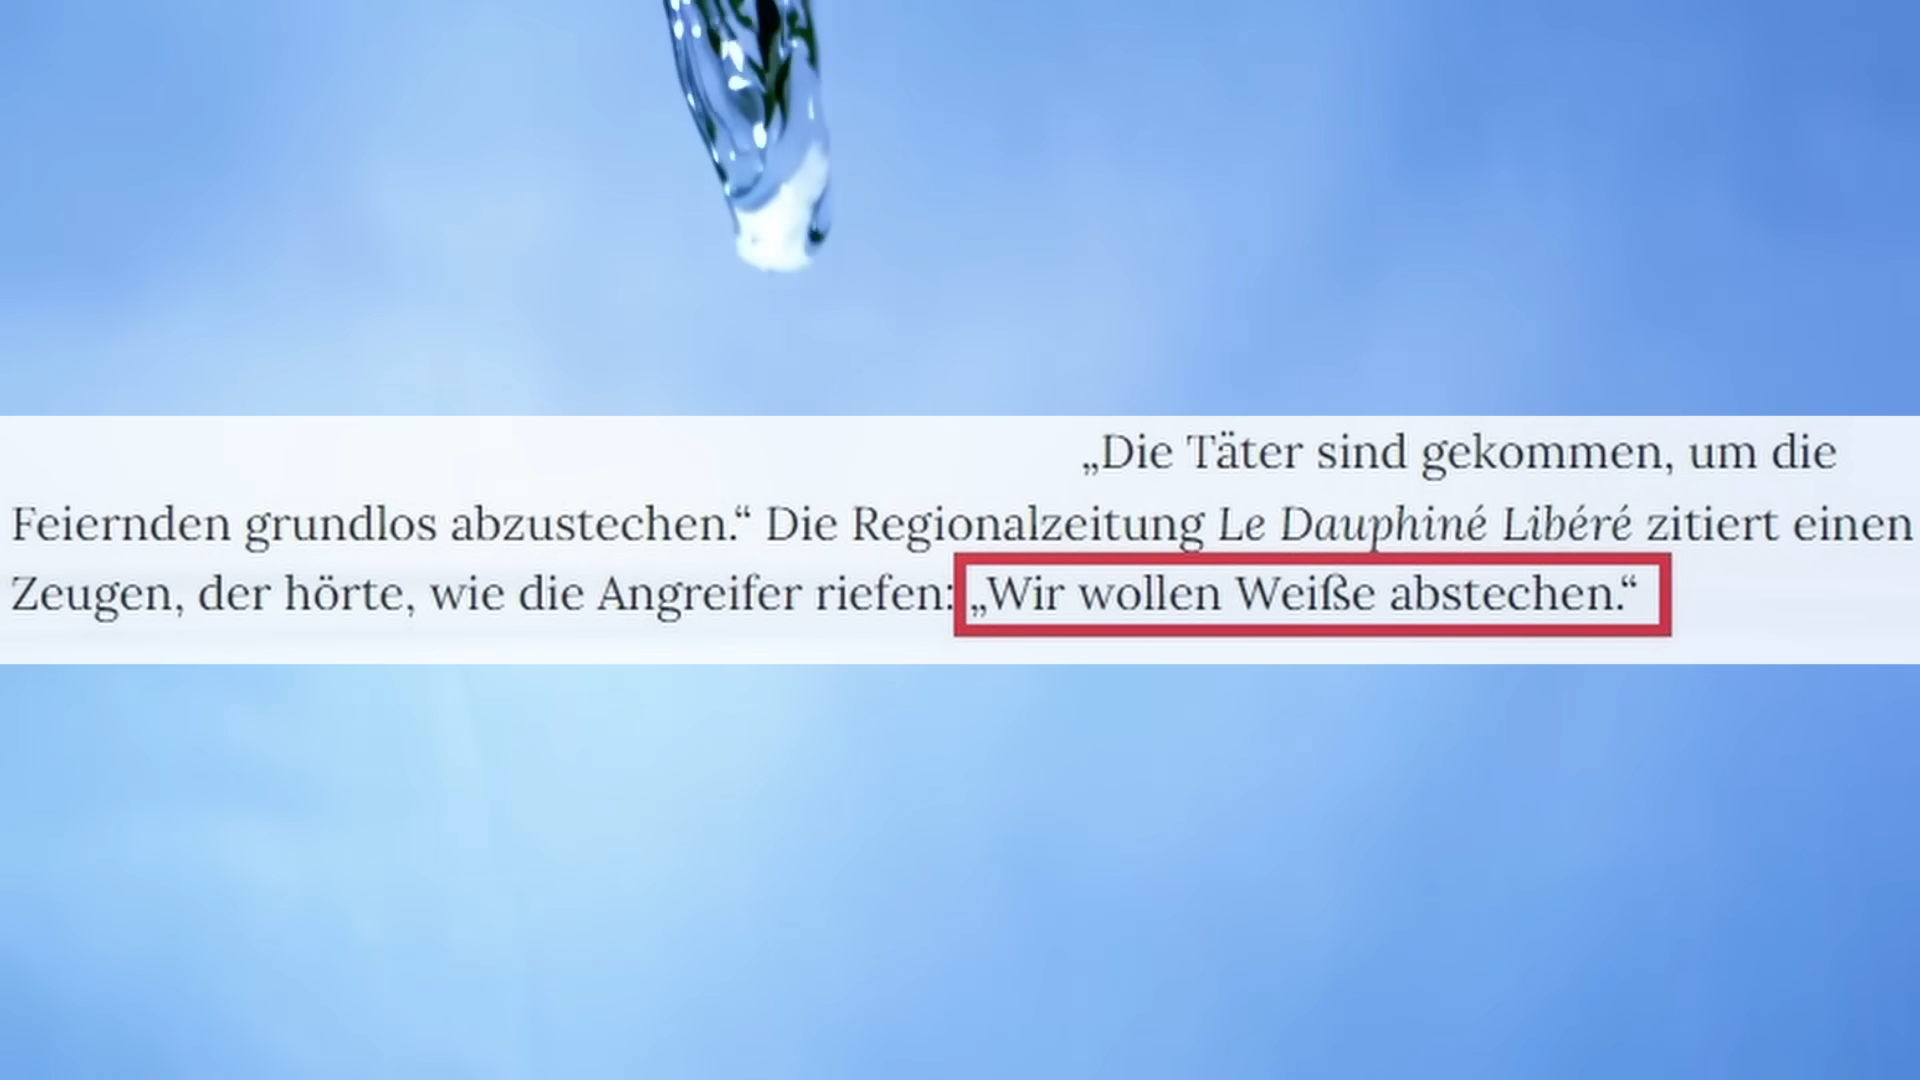 „Die Täter sind gekommen, um die
Feiernden grundlos abzustechen.“ Die Regionalzeitung Le Dauphiné Libéré zitiert einen
Zeugen, der hörte, wie die Angreifer riefen: „Wir wollen Weiße abstechen.“